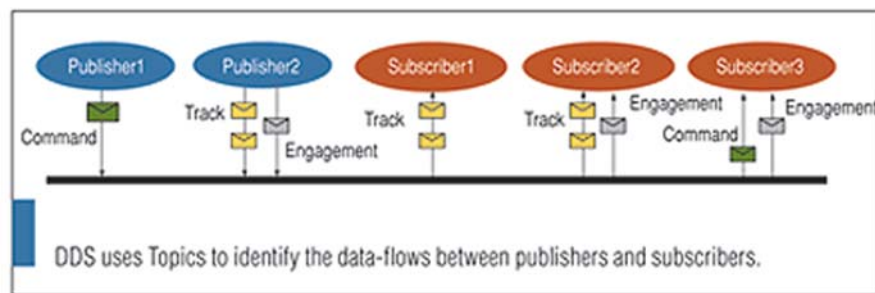 Publisher1 Publisher2 Subscriber1 Subscriber2 Subscriber3
Track Track Track Engagement Engagement
Command Engagement Command
DDS uses Topics to identify the data-flows between publishers and subscribers.